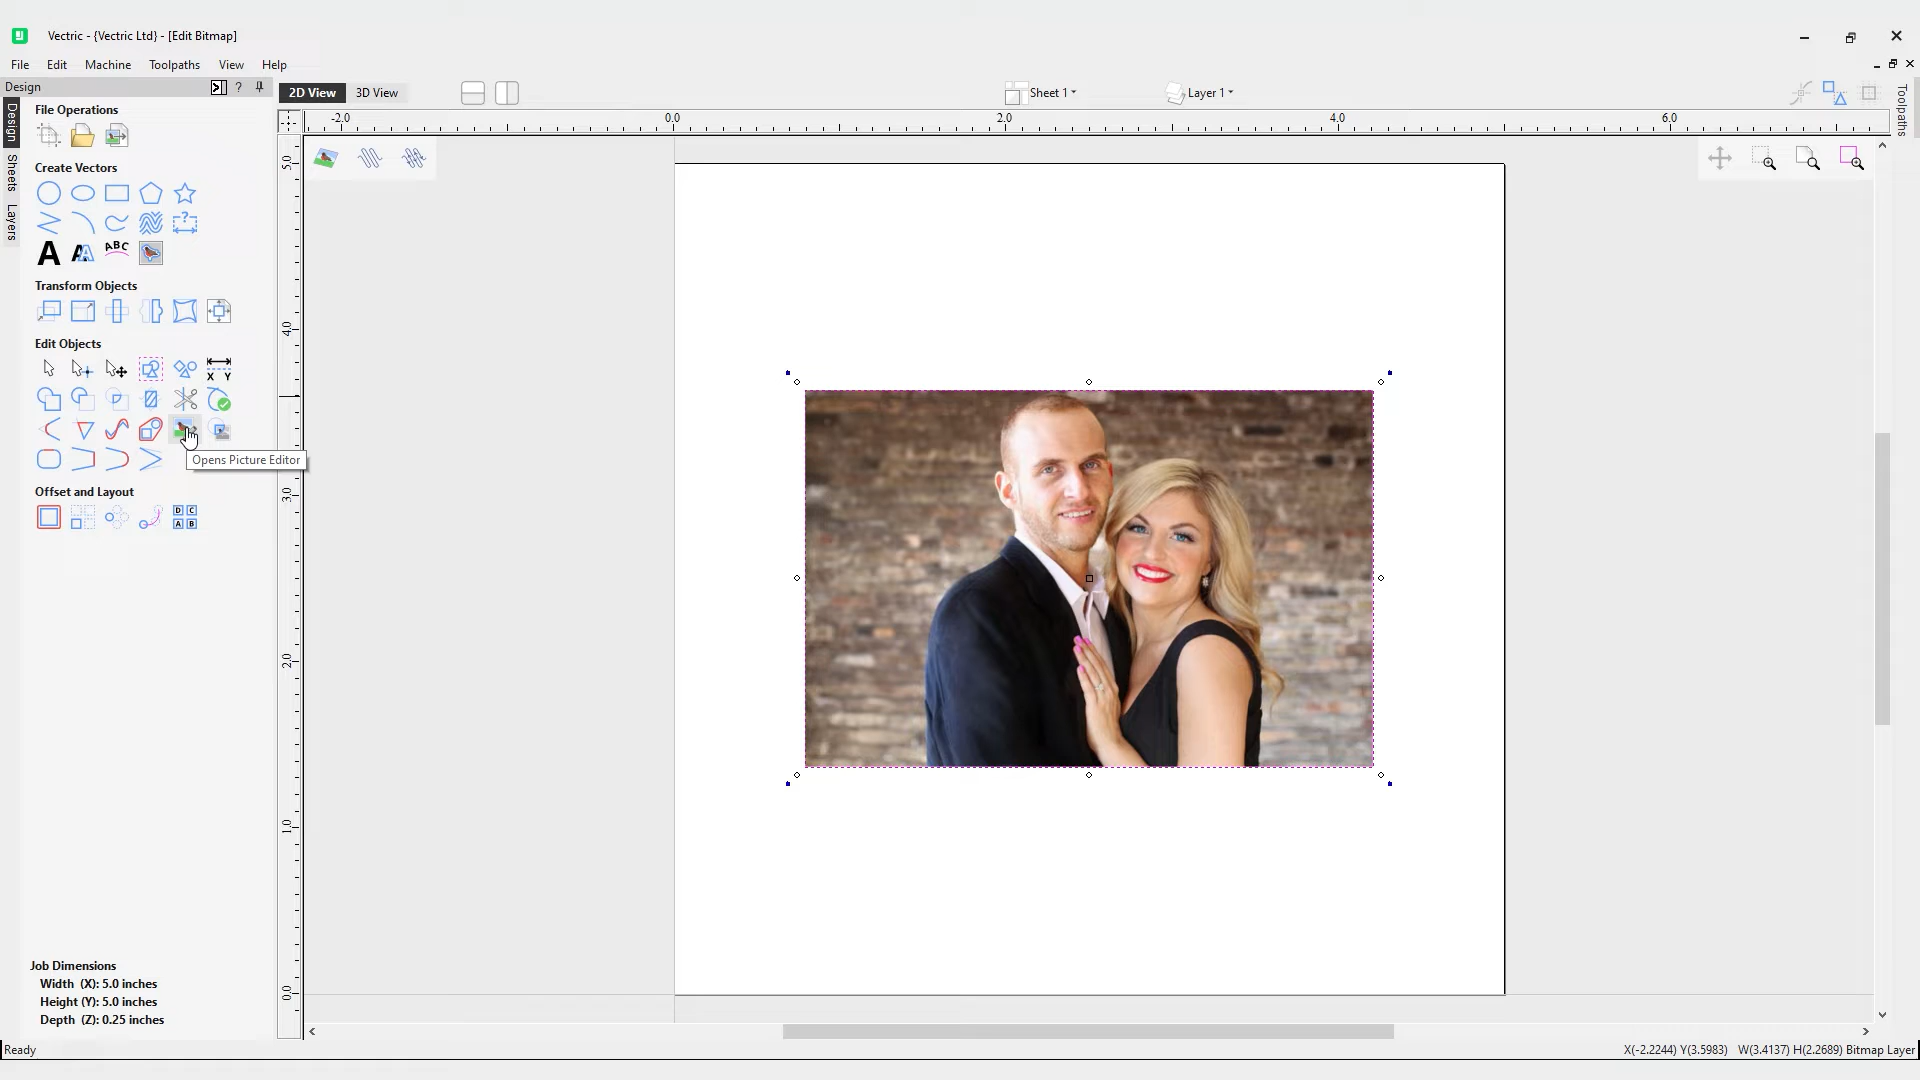 Vectric - {Vectric Ltd} - [Edit Bitmap]
File Edit Machine Toolpaths View Help
Design ?
2D View 3D View Sheet 1 Layer 1
Design
Sheets
Layers
Toolpaths
File Operations
Create Vectors
?
A A ABC
Transform Objects
Edit Objects
X Y
Opens Picture Editor
Offset and Layout
D C
A B
-2.0 0.0 2.0 4.0 6.0
5.0
4.0
3.0
2.0
1.0
0.0
Job Dimensions
Width (X): 5.0 inches
Height (Y): 5.0 inches
Depth (Z): 0.25 inches
Ready X(-2.2244) Y(3.5983) W(3.4137) H(2.2689) Bitmap Layer